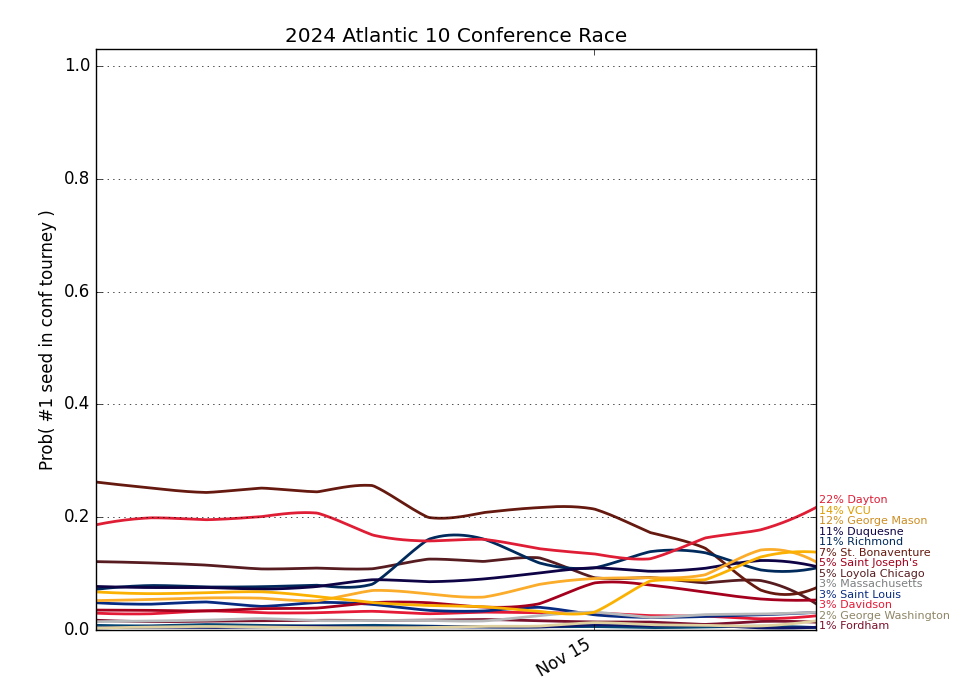 2024 Atlantic 10 Conference Race
Prob( #1 seed in conf tourney )
1.0
0.8
0.6
0.4
0.2
0.0
Nov 15
22% Dayton
14% VCU
12% George Mason
11% Duquesne
11% Richmond
7% St. Bonaventure
5% Saint Joseph's
5% Loyola Chicago
3% Massachusetts
3% Saint Louis
3% Davidson
2% George Washington
1% Fordham